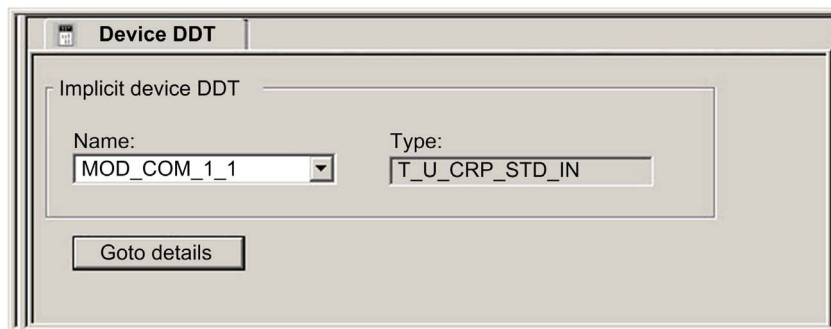 Device DDT
Implicit device DDT
Name: Type:
MOD_COM_1_1 T_U_CRP_STD_IN
Goto details